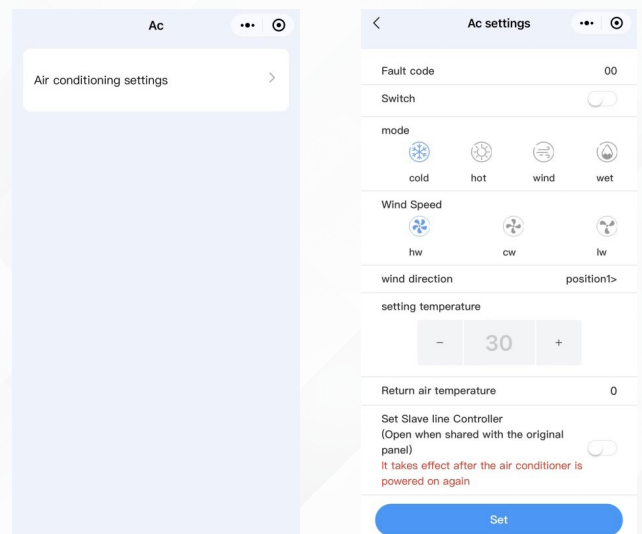 Ac
Air conditioning settings
Ac settings
Fault code 00
Switch
mode
cold hot wind wet
Wind Speed
hw cw lw
wind direction position1>
setting temperature
- 30 +
Return air temperature 0
Set Slave line Controller
(Open when shared with the original
panel)
It takes effect after the air conditioner is
powered on again
Set